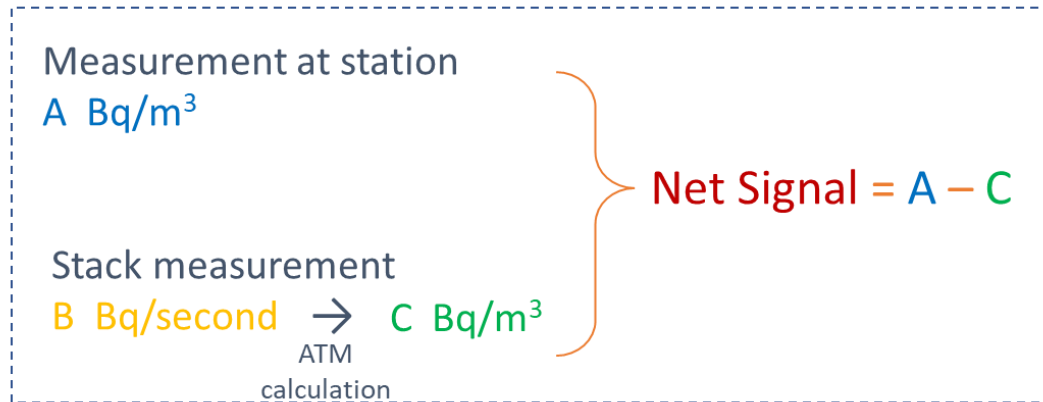 Measurement at station
A Bq/m³
Net Signal = A – C
Stack measurement
B Bq/second → C Bq/m³
ATM
calculation